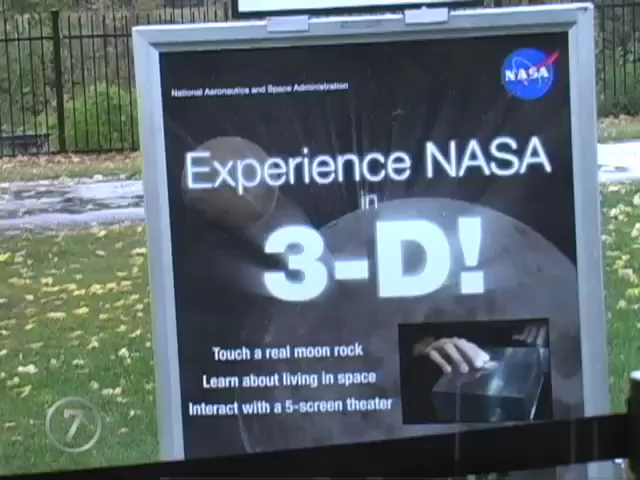 National Aeronautics and Space Administration
NASA
Experience NASA
in
3-D!
Touch a real moon rock
Learn about living in space
Interact with a 5-screen theater
7